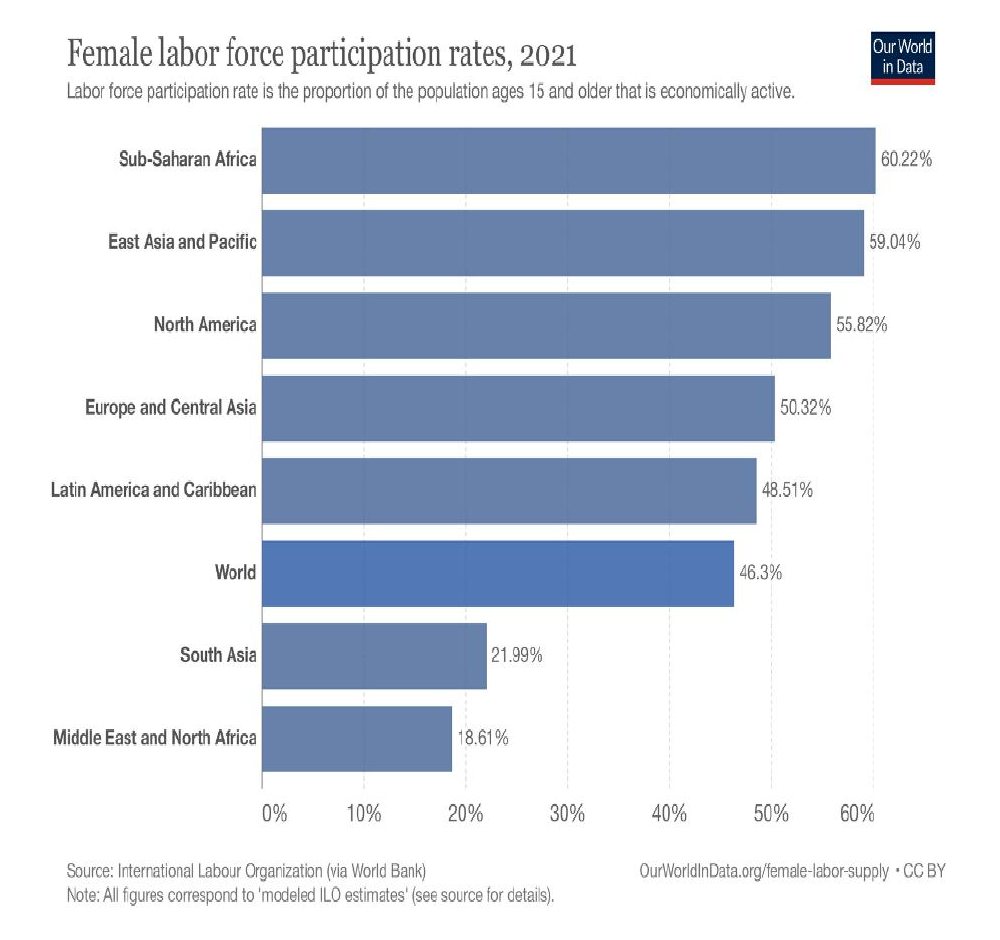 Female labor force participation rates, 2021
Our World
in Data
Labor force participation rate is the proportion of the population ages 15 and older that is economically active.
Sub-Saharan Africa 60.22%
East Asia and Pacific 59.04%
North America 55.82%
Europe and Central Asia 50.32%
Latin America and Caribbean 48.51%
World 46.3%
South Asia 21.99%
Middle East and North Africa 18.61%
0% 10% 20% 30% 40% 50% 60%
Source: International Labour Organization (via World Bank)
OurWorldInData.org/female-labor-supply • CC BY
Note: All figures correspond to 'modeled ILO estimates' (see source for details).